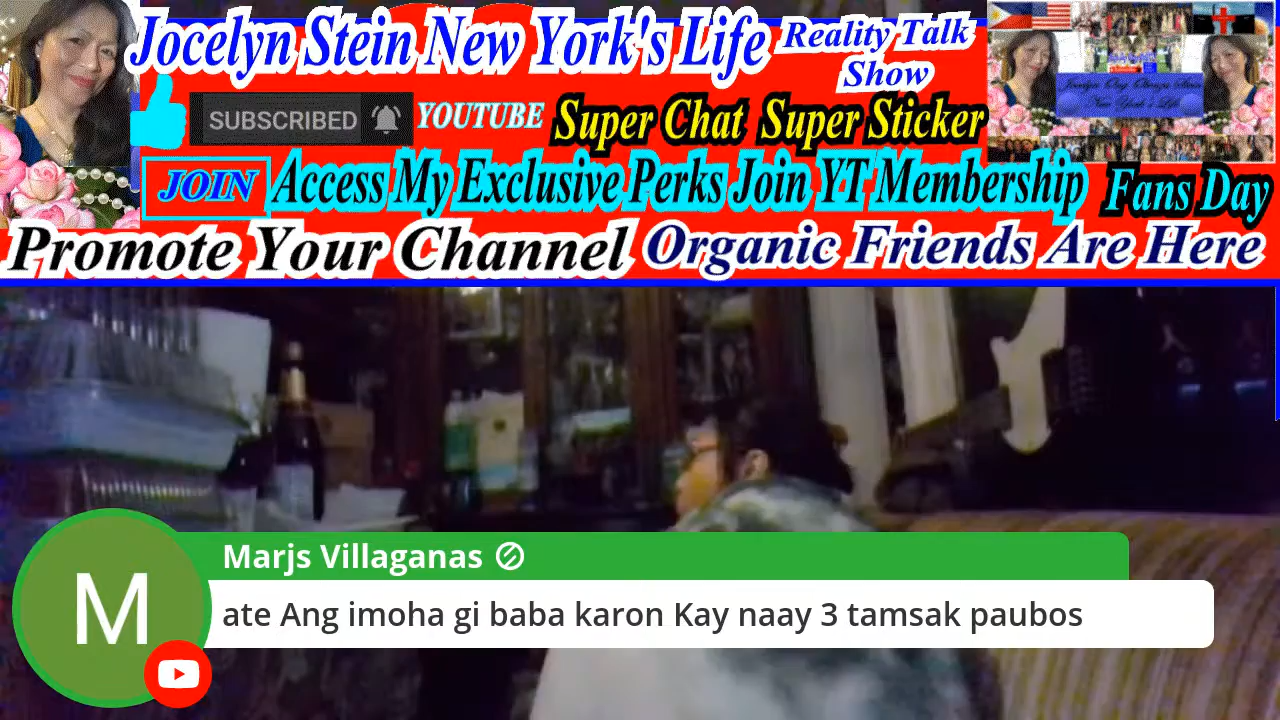 Jocelyn Stein New York's Life
Reality Talk
Show
SUBSCRIBED
YOUTUBE
Super Chat Super Sticker
JOIN
Access My Exclusive Perks Join YT Membership
Fans Day
Promote Your Channel
Organic Friends Are Here
M
Marjs Villaganas
ate Ang imoha gi baba karon Kay naay 3 tamsak paubos